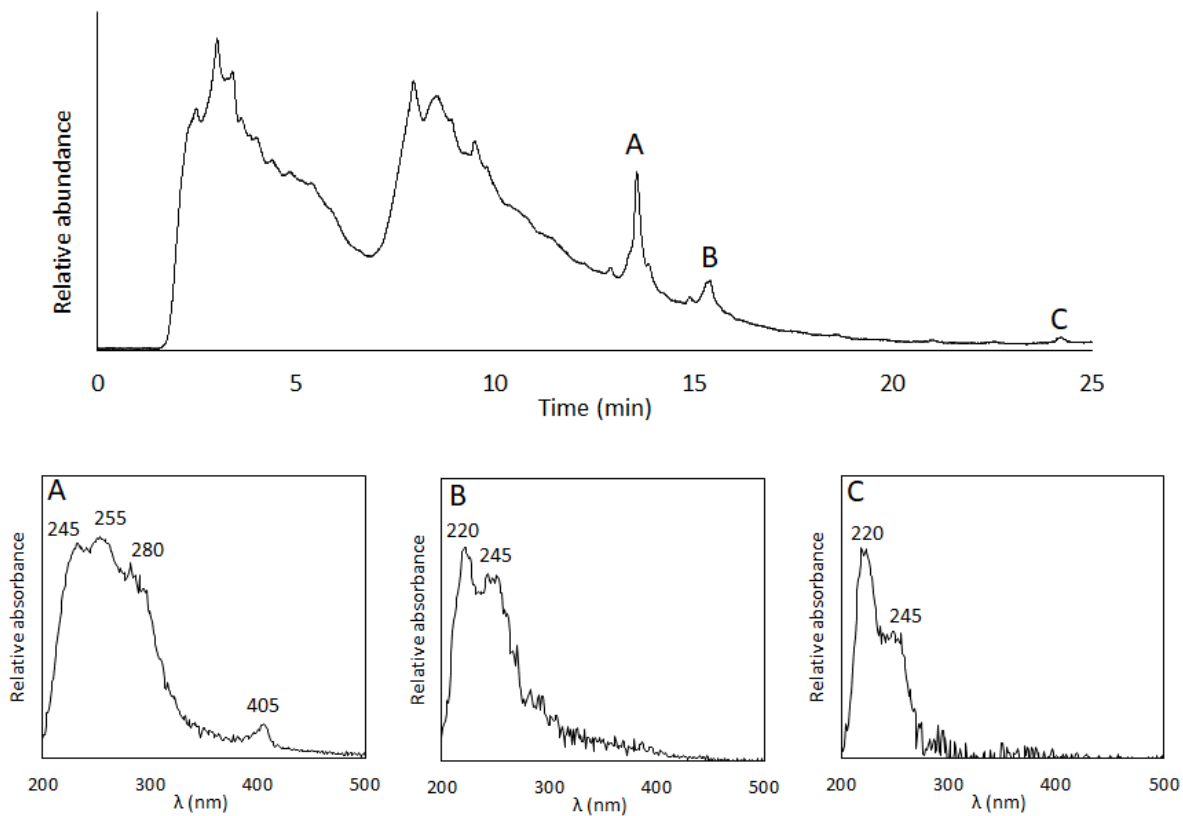 Relative abundance
A
B
C
0 5 10 15 20 25
Time (min)
A
245 255 280 405
Relative absorbance
200 300 400 500
λ (nm)
B
220 245
Relative absorbance
200 300 400 500
λ (nm)
C
220 245
Relative absorbance
200 300 400 500
λ (nm)